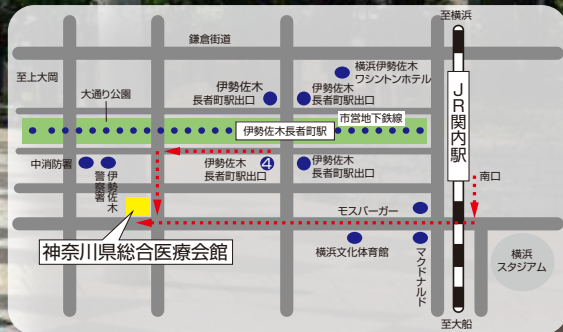 至横浜
鎌倉街道
至上大岡
横浜伊勢佐木
ワシントンホテル
大通り公園
伊勢佐木
長者町駅出口
伊勢佐木
長者町駅出口
市営地下鉄線
伊勢佐木長者町駅
JR関内駅
中消防署
伊勢佐木
警察署
伊勢佐木
長者町駅出口
4
伊勢佐木
長者町駅出口
南口
モスバーガー
神奈川県総合医療会館
横浜文化体育館
マクドナルド
横浜
スタジアム
至大船